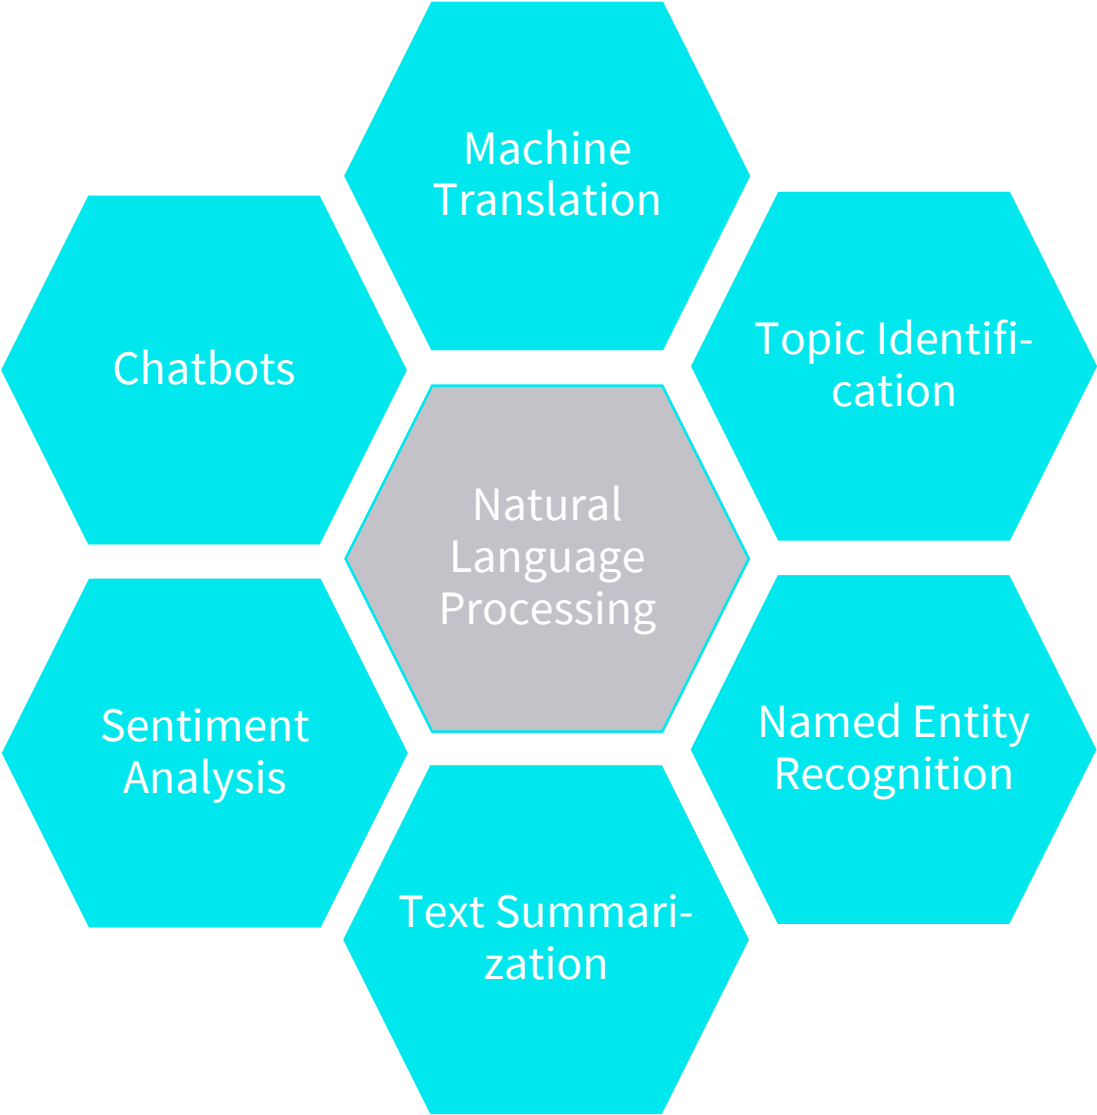 Machine
Translation
Topic Identifi-
cation
Chatbots
Natural
Language
Processing
Named Entity
Recognition
Sentiment
Analysis
Text Summari-
zation